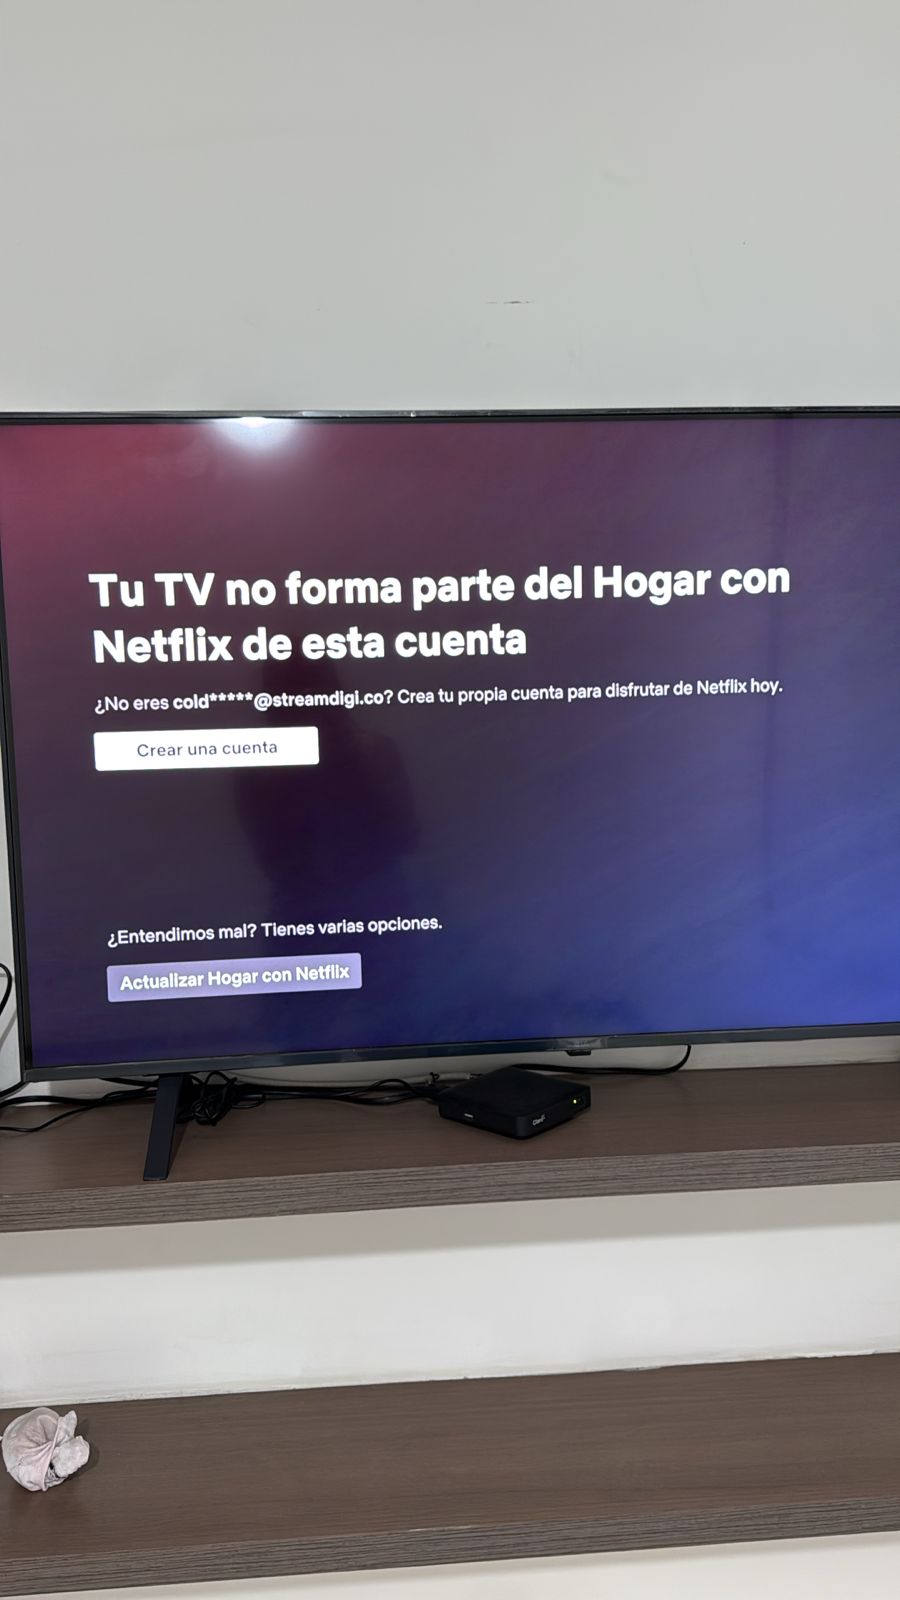 Tu TV no forma parte del Hogar con
Netflix de esta cuenta
¿No eres cold*****@streamdigi.co? Crea tu propia cuenta para disfrutar de Netflix hoy.
Crear una cuenta
¿Entendimos mal? Tienes varias opciones.
Actualizar Hogar con Netflix
Claro